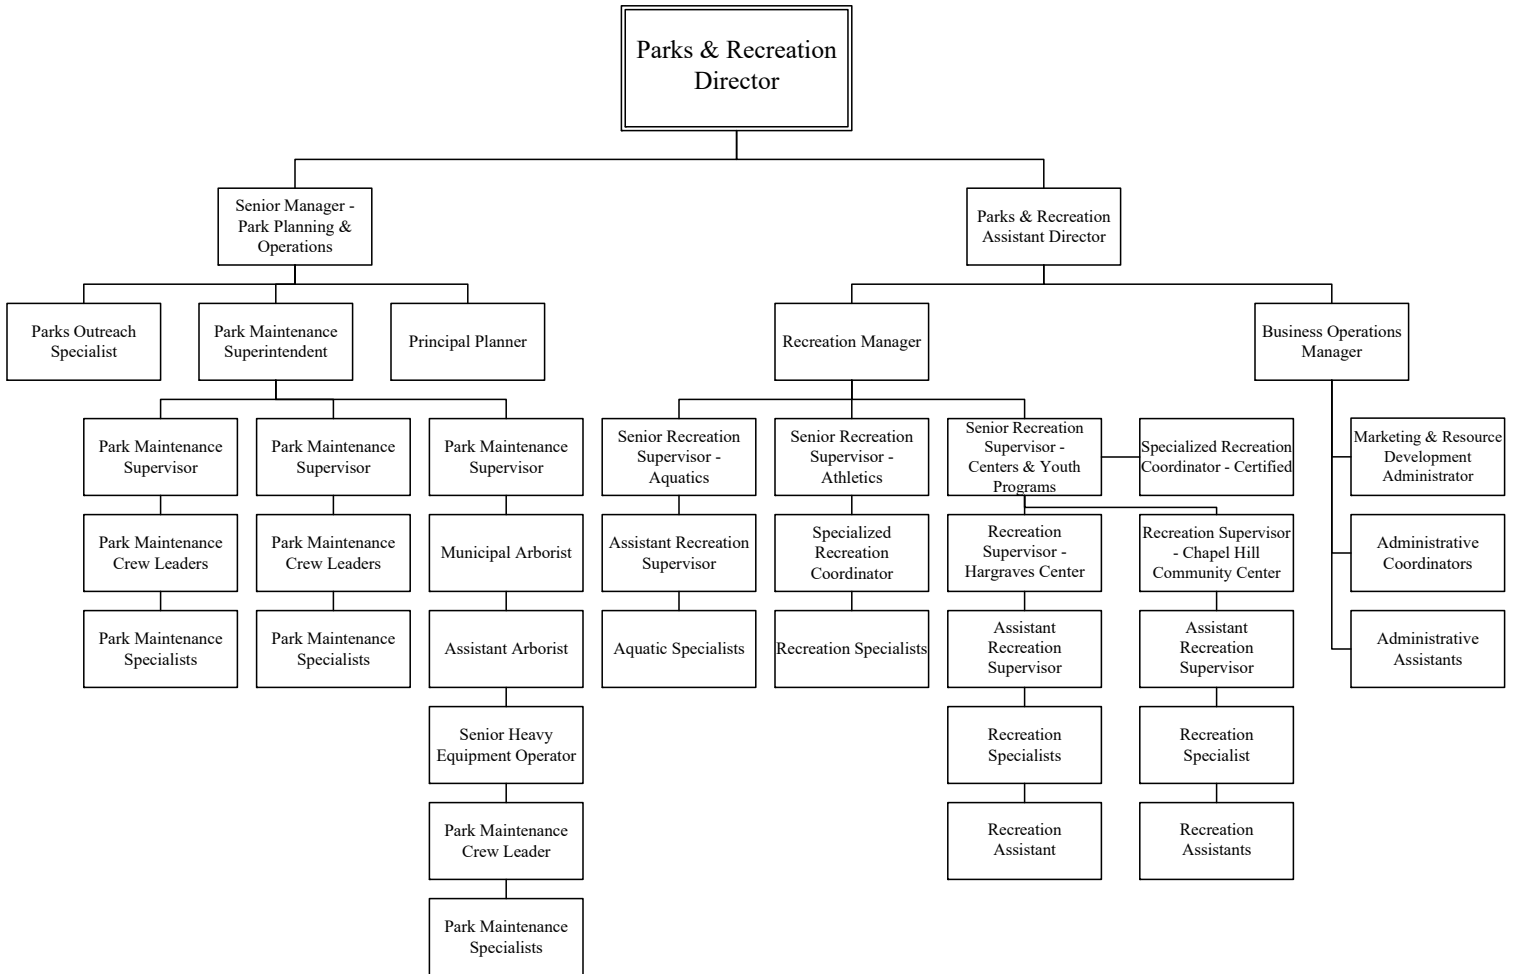 Parks & Recreation
Director
Senior Manager -
Park Planning &
Operations
Parks & Recreation
Assistant Director
Parks Outreach
Specialist
Park Maintenance
Superintendent
Principal Planner
Recreation Manager
Business Operations
Manager
Park Maintenance
Supervisor
Park Maintenance
Supervisor
Park Maintenance
Supervisor
Senior Recreation
Supervisor -
Aquatics
Senior Recreation
Supervisor -
Athletics
Senior Recreation
Supervisor -
Centers & Youth
Programs
Specialized Recreation
Coordinator - Certified
Marketing & Resource
Development
Administrator
Park Maintenance
Crew Leaders
Park Maintenance
Crew Leaders
Municipal Arborist
Assistant Recreation
Supervisor
Specialized
Recreation
Coordinator
Recreation
Supervisor -
Hargraves Center
Recreation Supervisor
- Chapel Hill
Community Center
Administrative
Coordinators
Park Maintenance
Specialists
Park Maintenance
Specialists
Assistant Arborist
Aquatic Specialists
Recreation Specialists
Assistant
Recreation
Supervisor
Assistant
Recreation
Supervisor
Administrative
Assistants
Senior Heavy
Equipment Operator
Recreation
Specialists
Recreation
Specialist
Park Maintenance
Crew Leader
Recreation
Assistant
Recreation
Assistants
Park Maintenance
Specialists